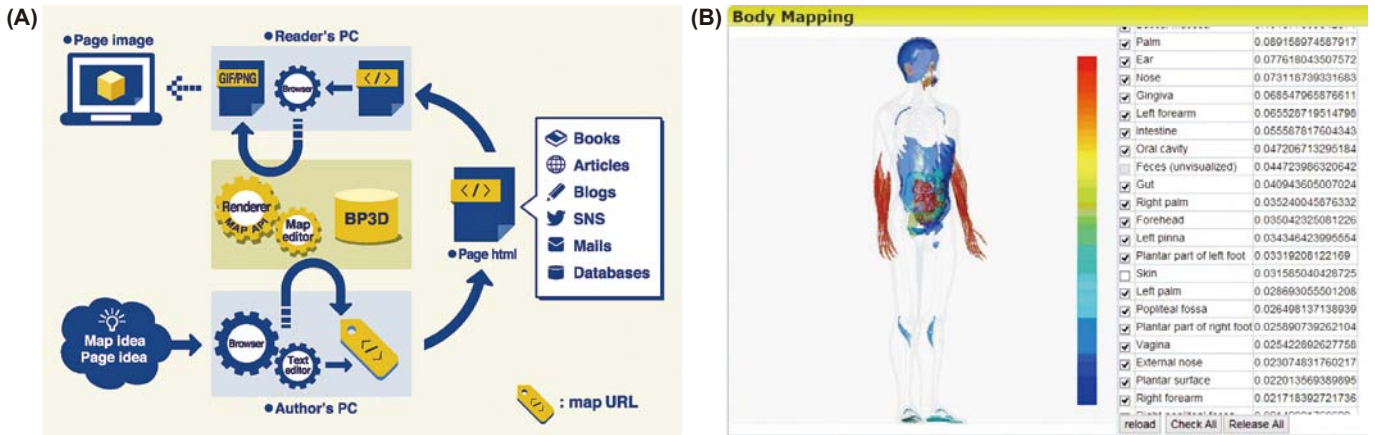 (A)
Page image
Reader's PC
GIF/PNG
Browser
</>
Renderer
MAP API
Map
editor
BP3D
</>
Page html
Books
Articles
Blogs
SNS
Mails
Databases
Map idea
Page idea
Browser
Text
editor
</>
Author's PC
</>
: map URL
(B)
Body Mapping
Palm 0.089158974587917
Ear 0.077618043507572
Nose 0.073118739331683
Gingiva 0.068547965876611
Left forearm 0.065528719514798
Intestine 0.055587817604343
Oral cavity 0.047206713295184
Feces (unvisualized) 0.044723986320642
Gut 0.040943605007024
Right palm 0.035240045876332
Forehead 0.035042325081226
Left pinna 0.034346423995554
Plantar part of left foot 0.03319208122169
Skin 0.031585040428725
Left palm 0.028693055501208
Popliteal fossa 0.026498137138939
Plantar part of right foot 0.025890739262104
Vagina 0.025422892627758
External nose 0.023074831760217
Plantar surface 0.022013569389895
Right forearm 0.021718392721736
reload Check All Release All